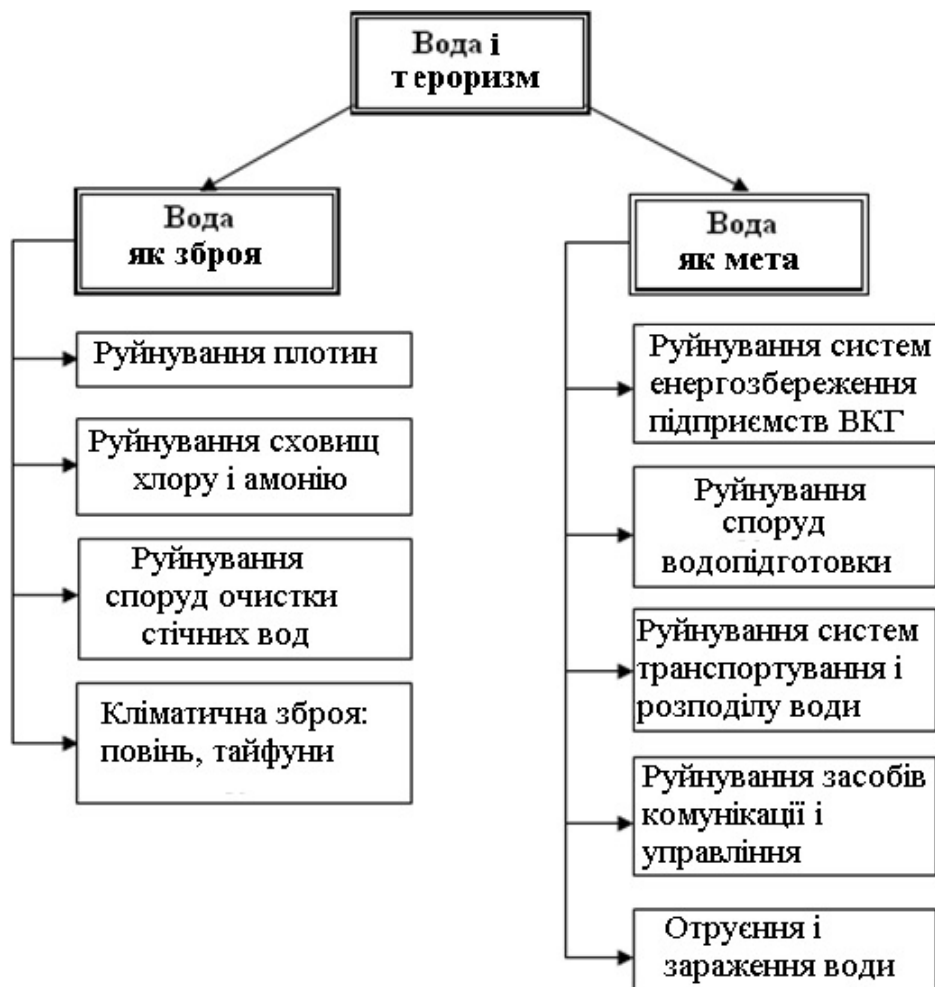 Вода і
тероризм
Вода
як зброя
Руйнування плотин
Руйнування сховищ
хлору і амонію
Руйнування
споруд очистки
стічних вод
Кліматична зброя:
повінь, тайфуни
Вода
як мета
Руйнування систем
енергозбереження
підприємств ВКГ
Руйнування
споруд
водопідготовки
Руйнування систем
транспортування і
розподілу води
Руйнування засобів
комунікації і
управління
Отруєння і
зараження води